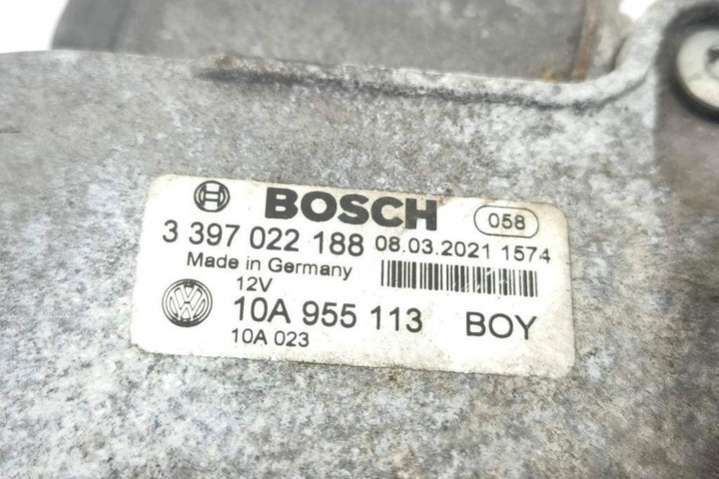 BOSCH 058
3 397 022 188 08.03.2021 1574
Made in Germany
12V
10A 955 113 BOY
10A 023